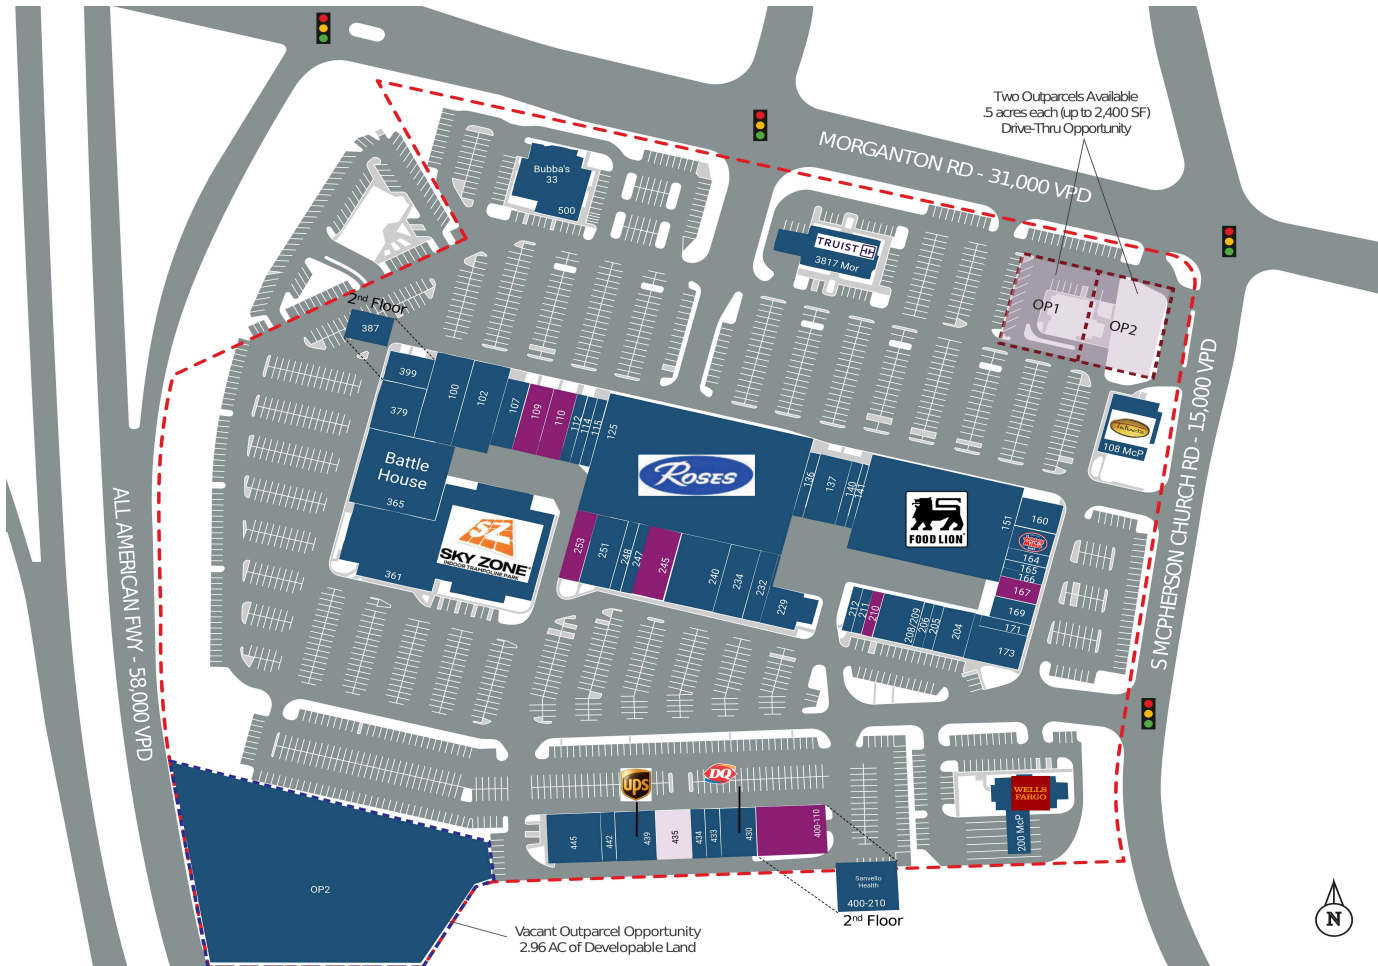 Two Outparcels Available
.5 acres each (up to 2,400 SF)
Drive-Thru Opportunity
MORGANTON RD - 31,000 VPD
Bubba's
33
500
TRUIST
3817 Mor
OP1
OP2
2nd Floor
387
399
379
100
102
107
109
110
112
114
115
125
ROSES
136
137
140
141
FOOD LION
151
160
164
165
166
167
169
171
173
108 McP
S MCPHERSON CHURCH RD - 15,000 VPD
Battle
House
365
361
SZ
SKY ZONE
INDOOR TRAMPOLINE PARK
253
251
248
247
245
240
234
232
229
212
211
210
208/209
206
205
204
ALL AMERICAN FWY - 58,000 VPD
ups
DQ
445
442
439
435
434
433
430
400-110
WELLS
FARGO
200 McP
Sanvello
Health
400-210
2nd Floor
OP2
Vacant Outparcel Opportunity
2.96 AC of Developable Land
N